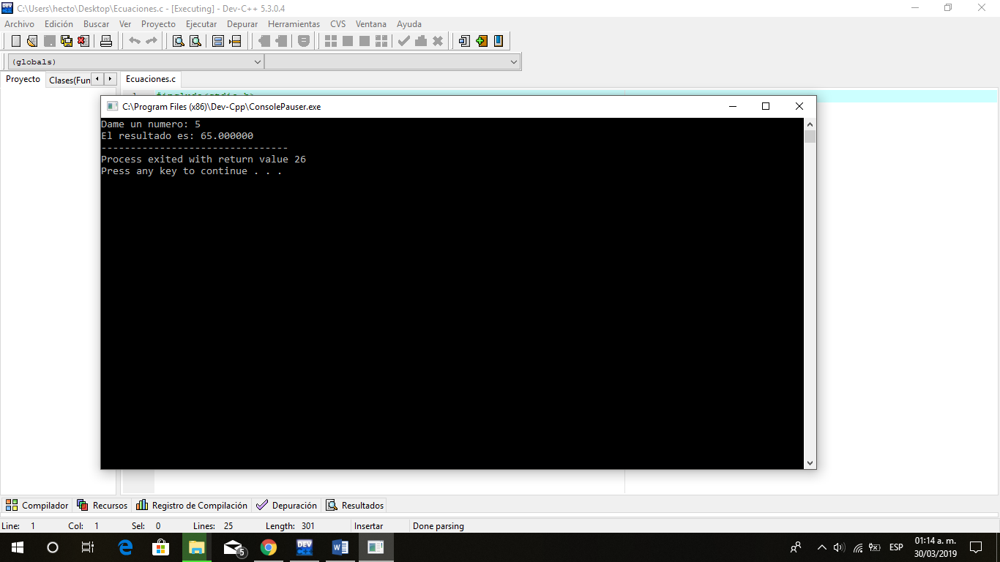 C:\Users\hecto\Desktop\Ecuaciones.c - [Executing] - Dev-C++ 5.3.0.4
Archivo Edición Buscar Ver Proyecto Ejecutar Depurar Herramientas CVS Ventana Ayuda
(globals)
Proyecto Clases(Fun Ecuaciones.c
1 #include<stdio.h>
C:\Program Files (x86)\Dev-Cpp\ConsolePauser.exe
Dame un numero: 5
El resultado es: 65.000000
--------------------------------
Process exited with return value 26
Press any key to continue . . .
Compilador Recursos Registro de Compilación Depuración Resultados
Line: 1 Col: 1 Sel: 0 Lines: 25 Length: 301 Insertar Done parsing
5 ESP 01:14 a. m.
30/03/2019